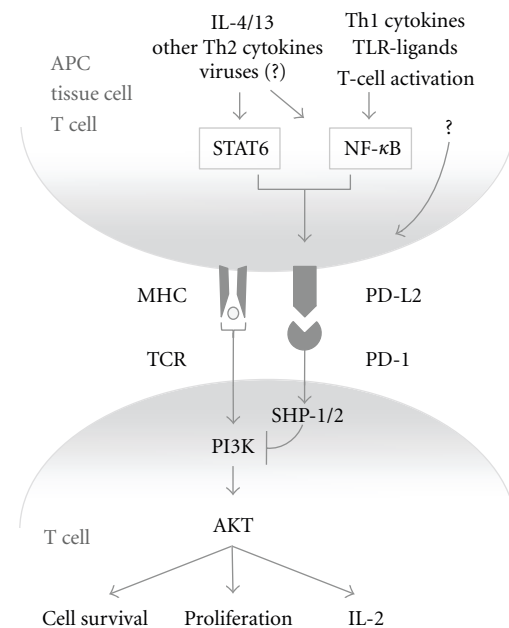 IL-4/13
other Th2 cytokines
viruses (?)
Th1 cytokines
TLR-ligands
T-cell activation
APC
tissue cell
T cell
?
STAT6
NF-κB
MHC
PD-L2
TCR
PD-1
SHP-1/2
PI3K
AKT
T cell
Cell survival
Proliferation
IL-2